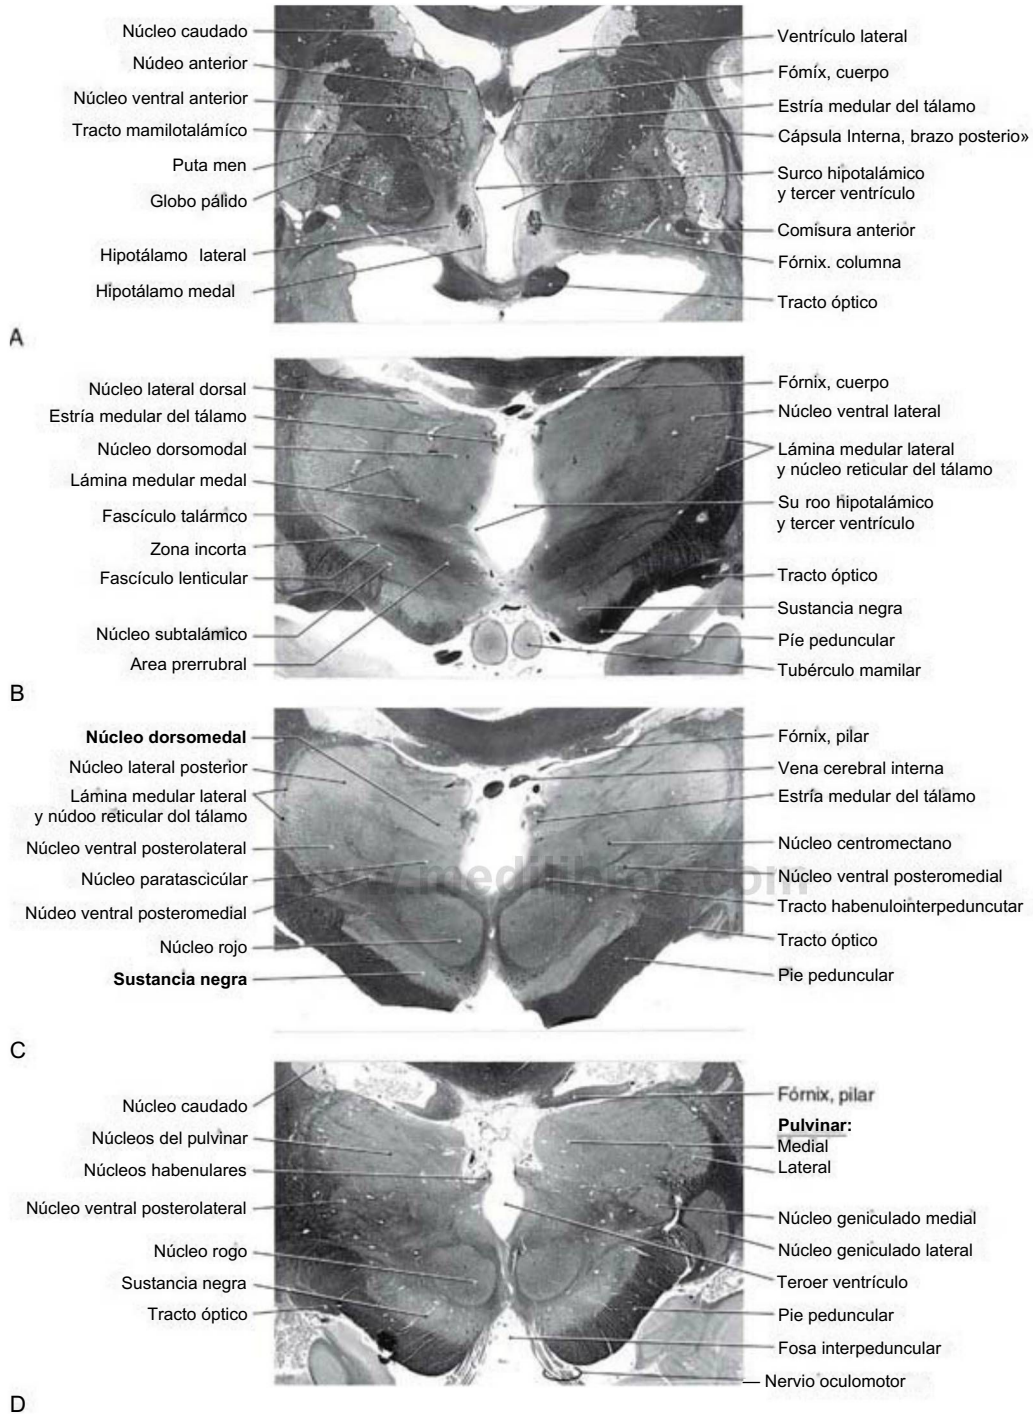 Núcleo caudado
Núdeo anterior
Núcleo ventral anterior
Tracto mamilotalámíco
Puta men
Globo pálido
Hipotálamo lateral
Hipotálamo medal
Ventrículo lateral
Fómíx, cuerpo
Estría medular del tálamo
Cápsula Interna, brazo posterio»
Surco hipotalámico
y tercer ventrículo
Comísura anterior
Fórnix. columna
Tracto óptico
A
Núcleo lateral dorsal
Estría medular del tálamo
Núcleo dorsomodal
Lámina medular medal
Fascículo talármco
Zona incorta
Fascículo lenticular
Núcleo subtalámico
Area prerrubral
Fórnix, cuerpo
Núcleo ventral lateral
Lámina medular lateral
y núcleo reticular del tálamo
Su roo hipotalámico
y tercer ventrículo
Tracto óptico
Sustancia negra
Píe peduncular
Tubérculo mamilar
B
Núcleo dorsomedal
Núcleo lateral posterior
Lámina medular lateral
y núdoo reticular dol tálamo
Núcleo ventral posterolateral
Núcleo paratascicúlar
Núdeo ventral posteromedial
Núcleo rojo
Sustancia negra
Fórníx, pilar
Vena cerebral interna
Estría medular del tálamo
Núcleo centromectano
Núcleo ventral posteromedial
Tracto habenulointerpeduncutar
Tracto óptico
Pie peduncular
C
Núcleo caudado
Núcleos del pulvinar
Núcleos habenulares
Núcleo ventral posterolateral
Núcleo rogo
Sustancia negra
Tracto óptico
Fórnix, pilar
Pulvinar:
Medial
Lateral
Núcleo geniculado medial
Núcleo geniculado lateral
Teroer ventrículo
Pie peduncular
Fosa interpeduncular
— Nervio oculomotor
D